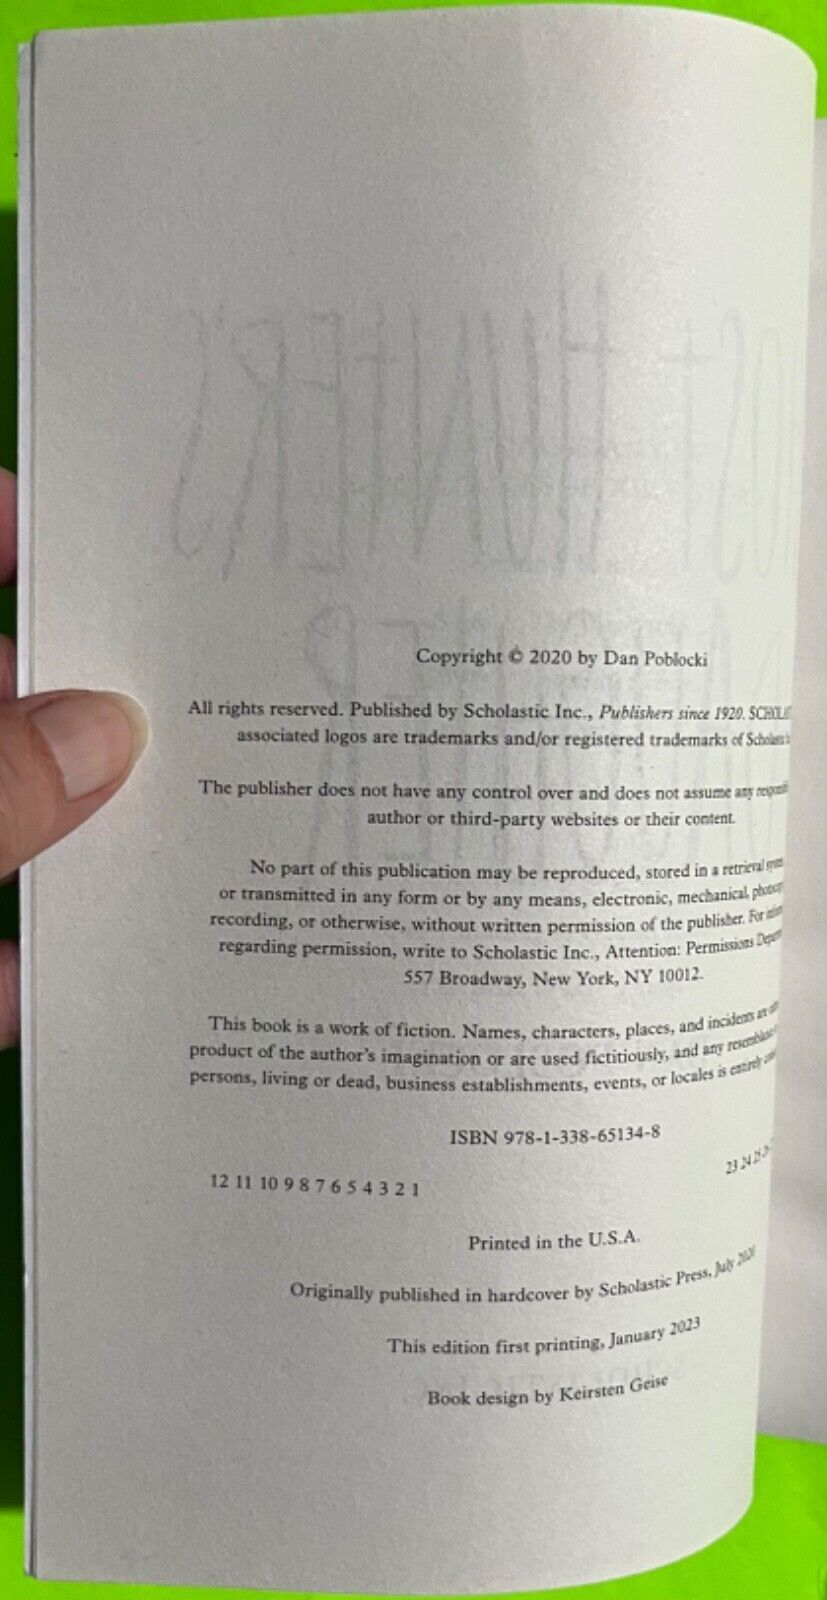 Copyright © 2020 by Dan Poblocki
All rights reserved. Published by Scholastic Inc., Publishers since 1920.
associated logos are trademarks and/or registered trademarks of Scholastic
The publisher does not have any control over and does not assume any
author or third-party websites or their content.
No part of this publication may be reproduced, stored in a retrieval
or transmitted in any form or by any means, electronic, mechanical,
recording, or otherwise, without written permission of the publisher. For
regarding permission, write to Scholastic Inc., Attention: Permissions
557 Broadway, New York, NY 10012.
This book is a work of fiction. Names, characters, places, and incidents are
product of the author's imagination or are used fictitiously, and any
persons, living or dead, business establishments, events, or locales is entirely
ISBN 978-1-338-65134-8
12 11 10 9 8 7 6 5 4 3 2 1 23 24 25 26
Printed in the U.S.A.
Originally published in hardcover by Scholastic Press, July 2020
This edition first printing, January 2023
Book design by Keirsten Geise